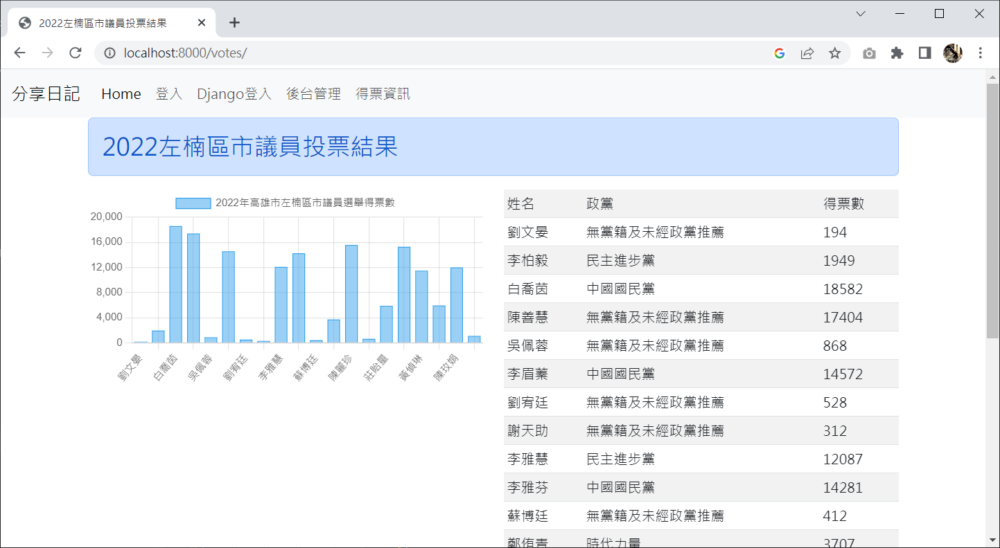 2022左楠區市議員投票結果
localhost:8000/votes/
分享日記 Home 登入 Django登入 後台管理 得票資訊
2022左楠區市議員投票結果
2022年高雄市左楠區市議員選舉得票數
20,000
16,000
12,000
8,000
4,000
0
劉文晏 白喬茵 吳佩蓉 劉宥廷 李雅慧 蘇博廷 陳麗珍 莊貽量 黃偵琳 陳玫娟
姓名 政黨 得票數
劉文晏 無黨籍及未經政黨推薦 194
李柏毅 民主進步黨 1949
白喬茵 中國國民黨 18582
陳善慧 無黨籍及未經政黨推薦 17404
吳佩蓉 無黨籍及未經政黨推薦 868
李眉蓁 中國國民黨 14572
劉宥廷 無黨籍及未經政黨推薦 528
謝天助 無黨籍及未經政黨推薦 312
李雅慧 民主進步黨 12087
李雅芬 中國國民黨 14281
蘇博廷 無黨籍及未經政黨推薦 412
鄭侑青 時代力量 3707